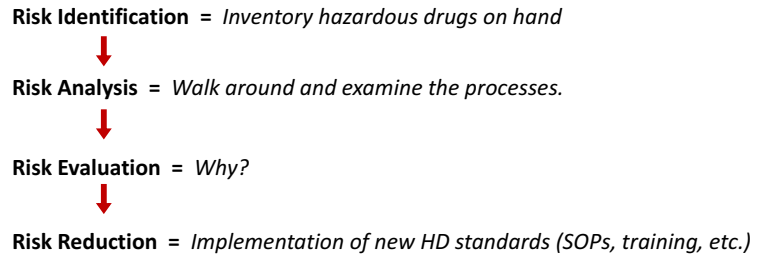 Risk Identification = Inventory hazardous drugs on hand
Risk Analysis = Walk around and examine the processes.
Risk Evaluation = Why?
Risk Reduction = Implementation of new HD standards (SOPs, training, etc.)